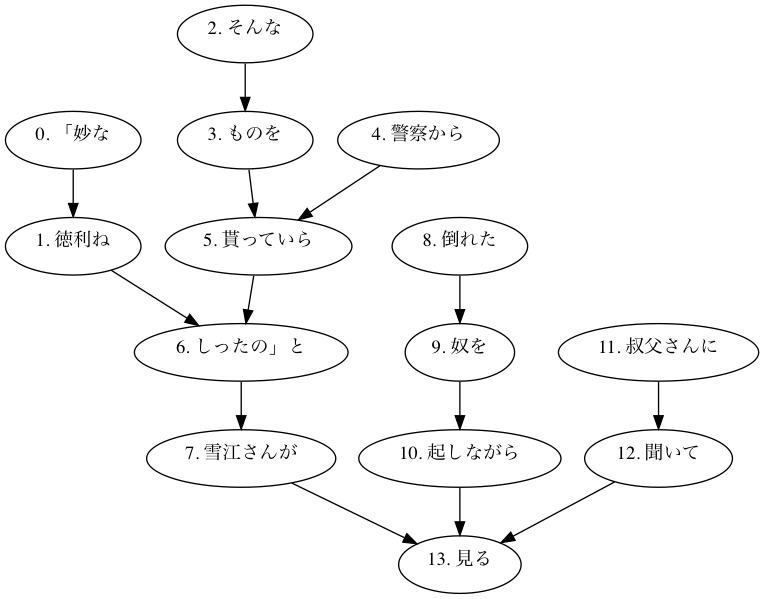 0. 「妙な
1. 徳利ね
2. そんな
3. ものを
4. 警察から
5. 貰っていら
6. しったの」と
7. 雪江さんが
8. 倒れた
9. 奴を
10. 起しながら
11. 叔父さんに
12. 聞いて
13. 見る